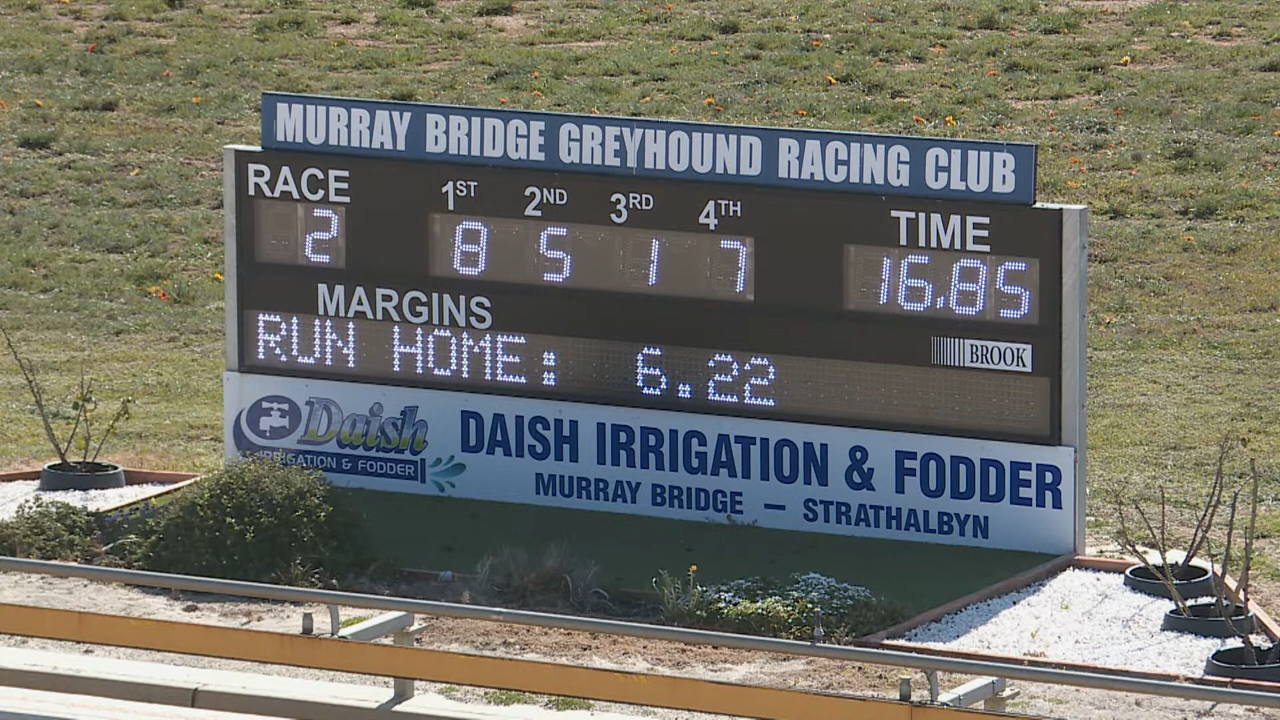 MURRAY BRIDGE GREYHOUND RACING CLUB
RACE 1ST 2ND 3RD 4TH TIME
2 8 5 1 7 16.85
MARGINS
RUN HOME: 6.22
BROOK
Daish
IRRIGATION & FODDER
DAISH IRRIGATION & FODDER
MURRAY BRIDGE — STRATHALBYN